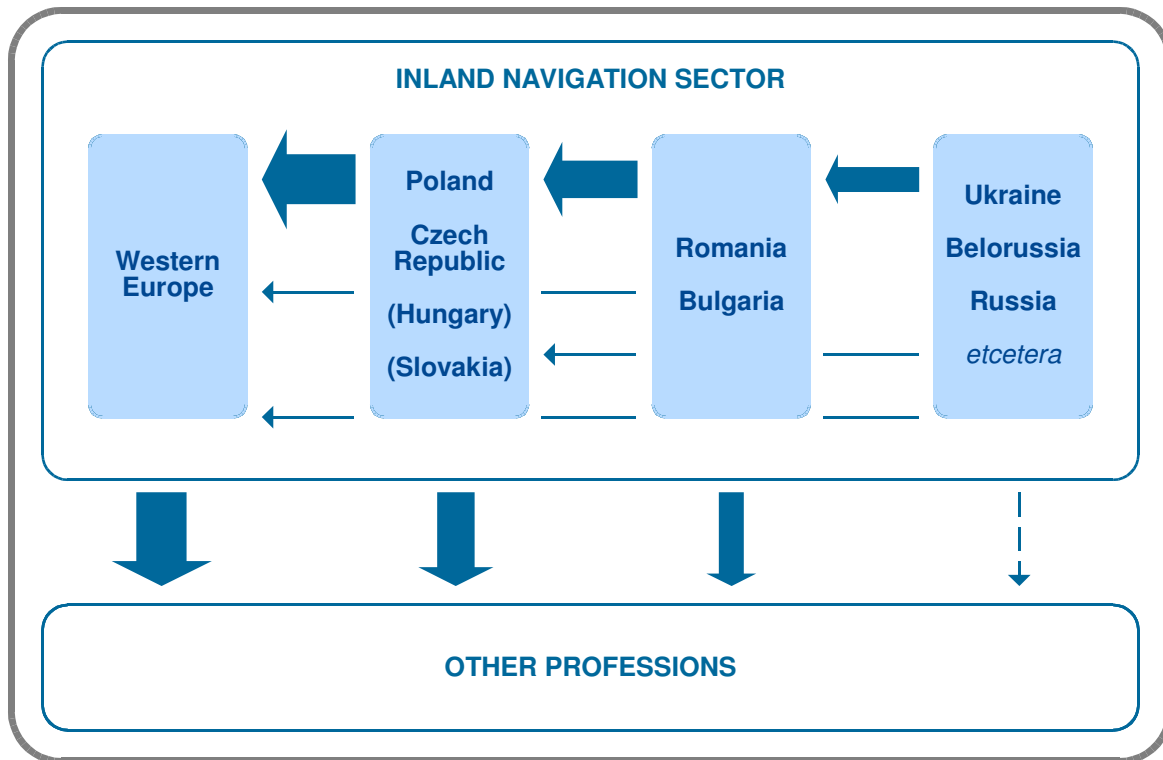 INLAND NAVIGATION SECTOR
Western
Europe
Poland
Czech
Republic
(Hungary)
(Slovakia)
Romania
Bulgaria
Ukraine
Belorussia
Russia
etcetera
OTHER PROFESSIONS